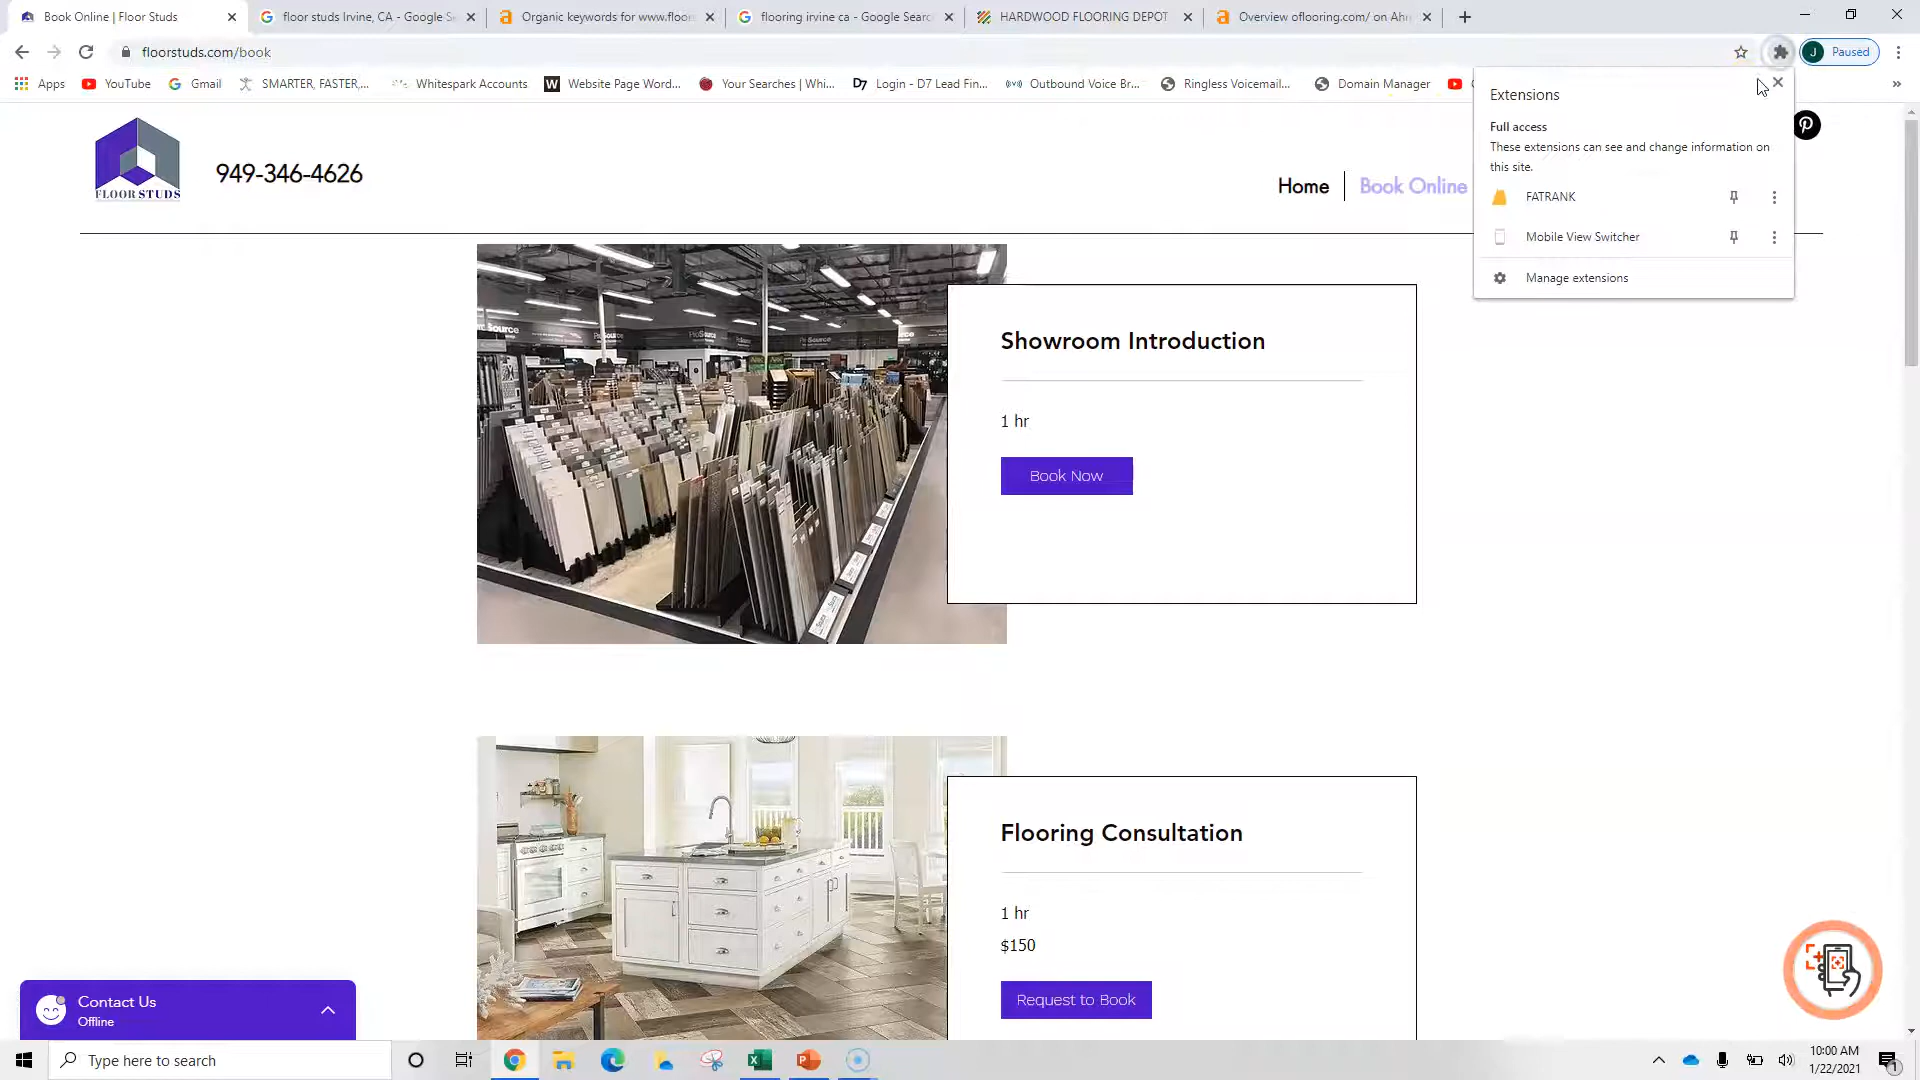 Book Online | Floor Studs
floor studs Irvine, CA - Google Se
Organic keywords for www.floor
flooring irvine ca - Google Searc
HARDWOOD FLOORING DEPOT
Overview oflooring.com/ on Ahr
floorstuds.com/book
J Paused
Apps
YouTube
Gmail
SMARTER, FASTER,...
Whitespark Accounts
W Website Page Word...
Your Searches | Whi...
D7 Login - D7 Lead Fin...
Outbound Voice Br...
Ringless Voicemail...
Domain Manager
»
Extensions
Full access
These extensions can see and change information on
this site.
FATRANK
Mobile View Switcher
Manage extensions
FLOOR STUDS
949-346-4626
Home
Book Online
ProSource
Showroom Introduction
1 hr
Book Now
Flooring Consultation
1 hr
$150
Request to Book
Contact Us
Offline
Type here to search
10:00 AM
1/22/2021
1